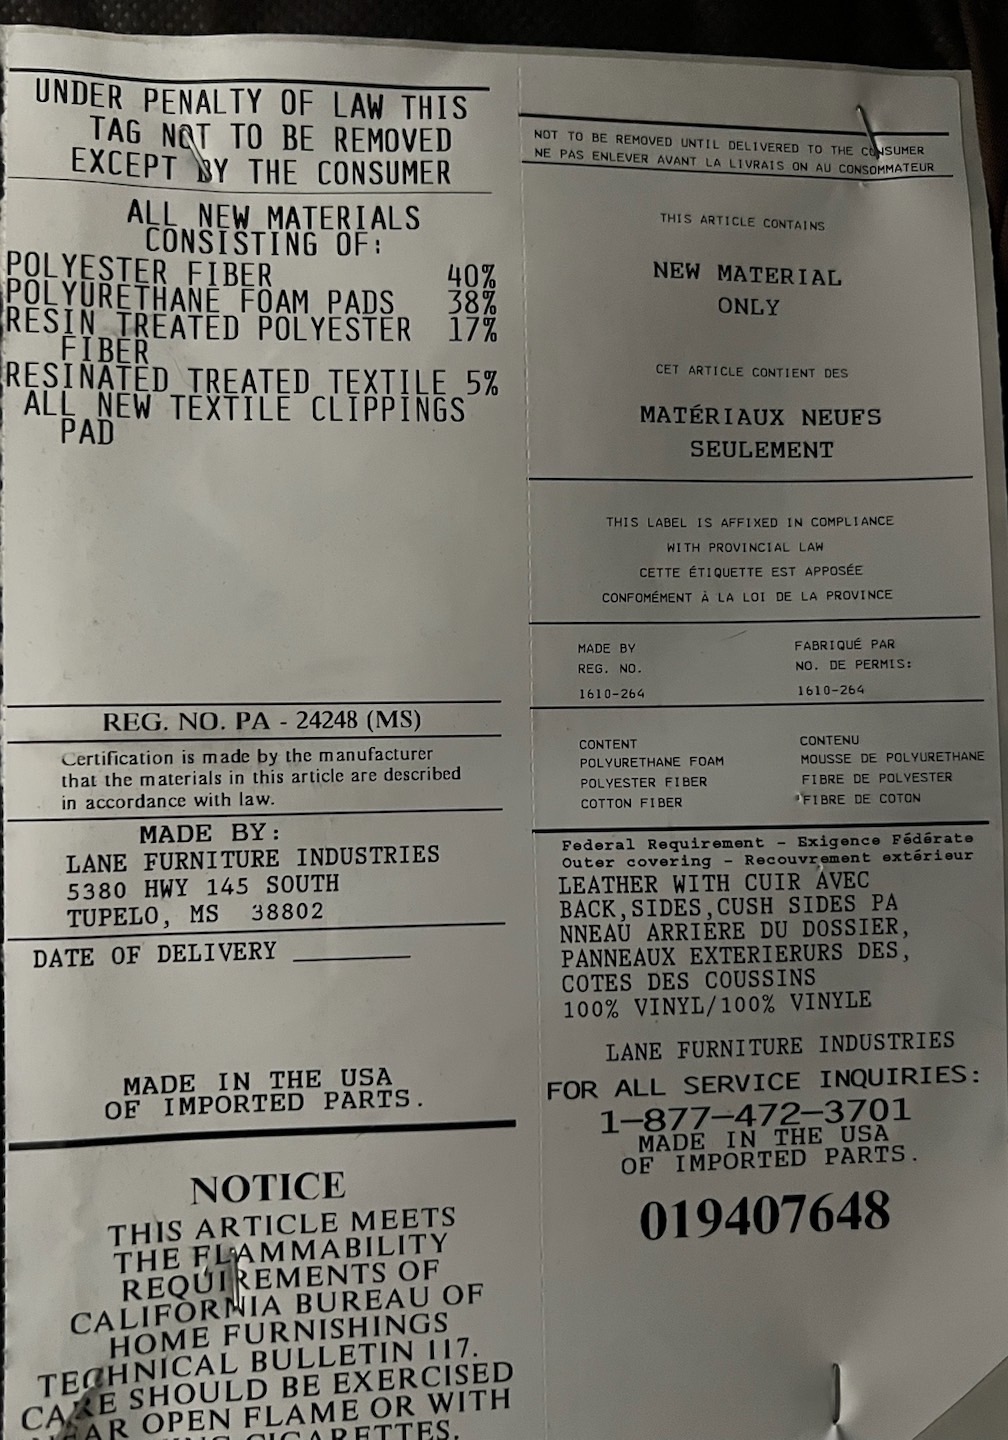 UNDER PENALTY OF LAW THIS
TAG NOT TO BE REMOVED
EXCEPT BY THE CONSUMER
ALL NEW MATERIALS
CONSISTING OF:
POLYESTER FIBER 40%
POLYURETHANE FOAM PADS 38%
RESIN TREATED POLYESTER 17%
FIBER
RESINATED TREATED TEXTILE 5%
ALL NEW TEXTILE CLIPPINGS
PAD
REG. NO. PA - 24248 (MS)
Certification is made by the manufacturer
that the materials in this article are described
in accordance with law.
MADE BY:
LANE FURNITURE INDUSTRIES
5380 HWY 145 SOUTH
TUPELO, MS 38802
DATE OF DELIVERY
MADE IN THE USA
OF IMPORTED PARTS.
NOTICE
THIS ARTICLE MEETS
THE FLAMMABILITY
REQUIREMENTS OF
CALIFORNIA BUREAU OF
HOME FURNISHINGS
TECHNICAL BULLETIN 117.
CARE SHOULD BE EXERCISED
NEAR OPEN FLAME OR WITH
CIGARETTES.
NOT TO BE REMOVED UNTIL DELIVERED TO THE CONSUMER
NE PAS ENLEVER AVANT LA LIVRAIS ON AU CONSOMMATEUR
THIS ARTICLE CONTAINS
NEW MATERIAL
ONLY
CET ARTICLE CONTIENT DES
MATÉRIAUX NEUFS
SEULEMENT
THIS LABEL IS AFFIXED IN COMPLIANCE
WITH PROVINCIAL LAW
CETTE ÉTIQUETTE EST APPOSÉE
CONFOMÉMENT À LA LOI DE LA PROVINCE
MADE BY
REG. NO.
1610-264
FABRIQUÉ PAR
NO. DE PERMIS:
1610-264
CONTENT
POLYURETHANE FOAM
POLYESTER FIBER
COTTON FIBER
CONTENU
MOUSSE DE POLYURETHANE
FIBRE DE POLYESTER
FIBRE DE COTON
Federal Requirement - Exigence Fédérate
Outer covering - Recouvrement extérieur
LEATHER WITH CUIR AVEC
BACK,SIDES,CUSH SIDES PA
NNEAU ARRIERE DU DOSSIER,
PANNEAUX EXTERIERURS DES,
COTES DES COUSSINS
100% VINYL/100% VINYLE
LANE FURNITURE INDUSTRIES
FOR ALL SERVICE INQUIRIES:
1-877-472-3701
MADE IN THE USA
OF IMPORTED PARTS.
019407648